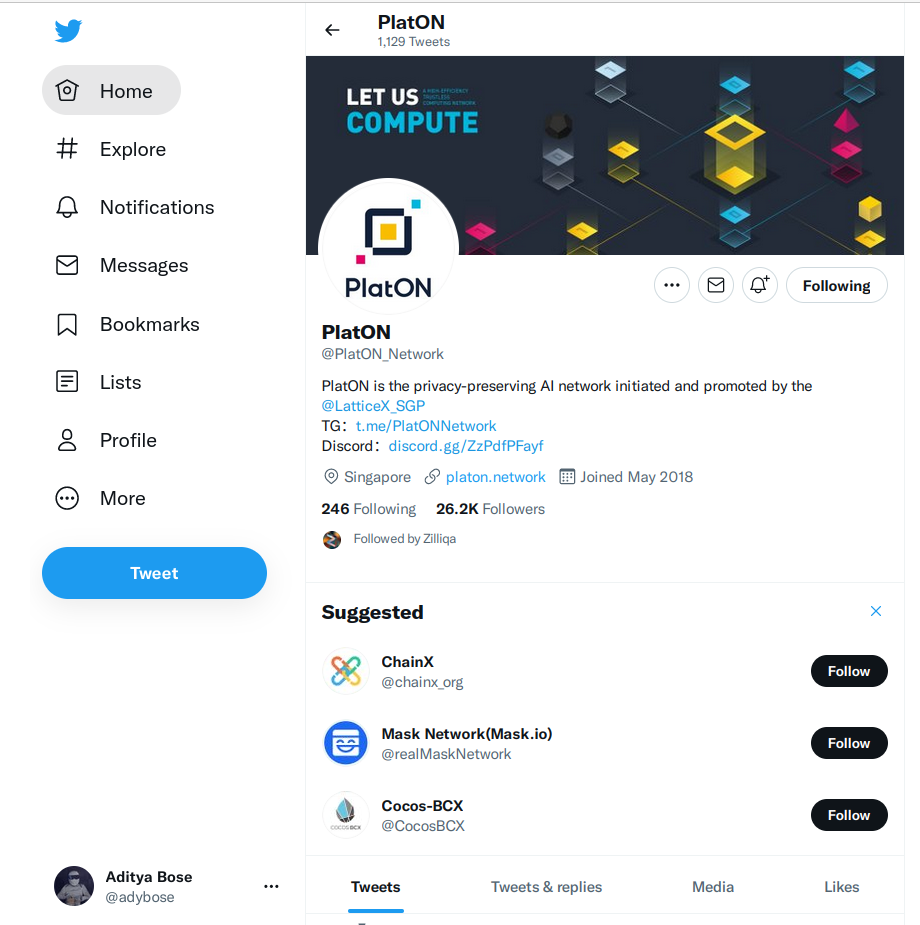 PlatON
1,129 Tweets
Home
Explore
Notifications
Messages
Bookmarks
Lists
Profile
More
Tweet
Aditya Bose
@adybose
LET US
A HIGH-EFFICIENCY
TRUSTLESS
COMPUTING NETWORK
COMPUTE
PlatON
Following
PlatON
@PlatON_Network
PlatON is the privacy-preserving AI network initiated and promoted by the
@LatticeX_SGP
TG： t.me/PlatONNetwork
Discord： discord.gg/ZzPdfPFayf
Singapore platon.network Joined May 2018
246 Following 26.2K Followers
Followed by Zilliqa
Suggested
ChainX
@chainx_org
Follow
Mask Network(Mask.io)
@realMaskNetwork
Follow
COCOS BCX
Cocos-BCX
@CocosBCX
Follow
Tweets Tweets & replies Media Likes